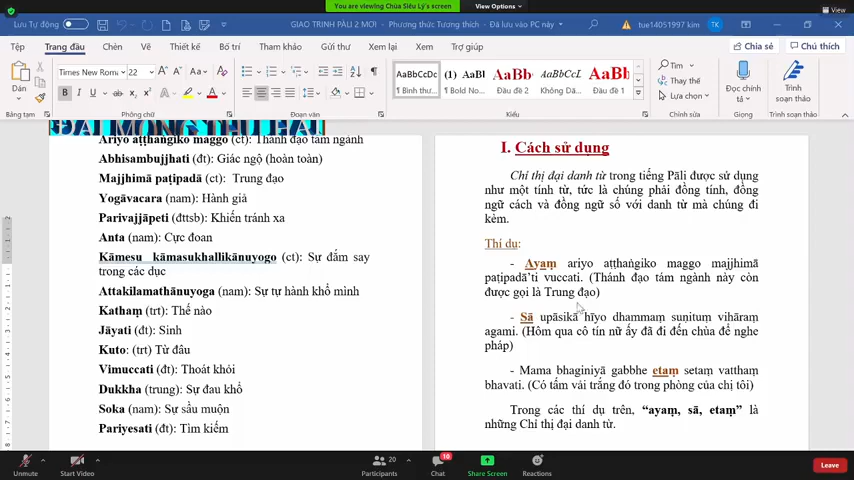 You are viewing Chùa Siêu Lý's screen
View Options
View
Lưu Tự động
GIAO TRINH PĀLI 2 MƠI - Phương thức Tương thích - Đã lưu vào PC này
tue14051997 kim
TK
Tệp
Trang đầu
Chèn
Vẽ
Thiết kế
Bố trí
Tham khảo
Gửi thư
Xem lại
Xem
Trợ giúp
Chia sẻ
Chú thích
Dán
Times New Roma
22
Aa
AaBbCcDc
(1) AaBl
AaBb
AaBbCcL
AaBb
¶ Bình thư...
¶ Bold No...
Đầu đề 1
Không Dã...
Đầu đề 1
Tìm
Thay thế
Lựa chọn
Đọc chính tả
Trình soạn thảo
Bảng tạm
Phông chữ
Đoạn văn
Kiểu
Chỉnh sửa
Giọng nói
Trình soạn thảo
Ariyo aṭṭhaṅgiko maggo (ct): Thánh đạo tám ngành
Abhisambujjhati (đt): Giác ngộ (hoàn toàn)
Majjhimā paṭipadā (ct): Trung đạo
Yogāvacara (nam): Hành giả
Parivajjāpeti (đttsb): Khiến tránh xa
Anta (nam): Cực đoan
Kāmesu kāmasukhallikānuyogo (ct): Sự đắm say
trong các dục
Attakilamathānuyoga (nam): Sự tự hành khổ mình
Kathaṃ (trt): Thế nào
Jāyati (đt): Sinh
Kuto: (trt) Từ đâu
Vimuccati (đt): Thoát khỏi
Dukkha (trung): Sự đau khổ
Soka (nam): Sự sầu muộn
Pariyesati (đt): Tìm kiếm
I. Cách sử dụng
Chỉ thị đại danh từ trong tiếng Pāḷi được sử dụng
như một tính từ, tức là chúng phải đồng tính, đồng
ngữ cách và đồng ngữ số với danh từ mà chúng đi
kèm.
Thí dụ:
- Ayaṃ ariyo aṭṭhaṅgiko maggo majjhimā
paṭipadā'ti vuccati. (Thánh đạo tám ngành này còn
được gọi là Trung đạo)
- Sā upāsikā hīyo dhammaṃ suṇituṃ vihāraṃ
agami. (Hôm qua cô tín nữ ấy đã đi đến chùa để nghe
pháp)
- Mama bhaginiyā gabbhe etaṃ setaṃ vatthaṃ
bhavati. (Có tấm vải trắng đó trong phòng của chị tôi)
Trong các thí dụ trên, “ayaṃ, sā, etaṃ” là
những Chỉ thị đại danh từ.
Unmute
Start Video
20
Participants
18
Chat
Share Screen
Reactions
Leave